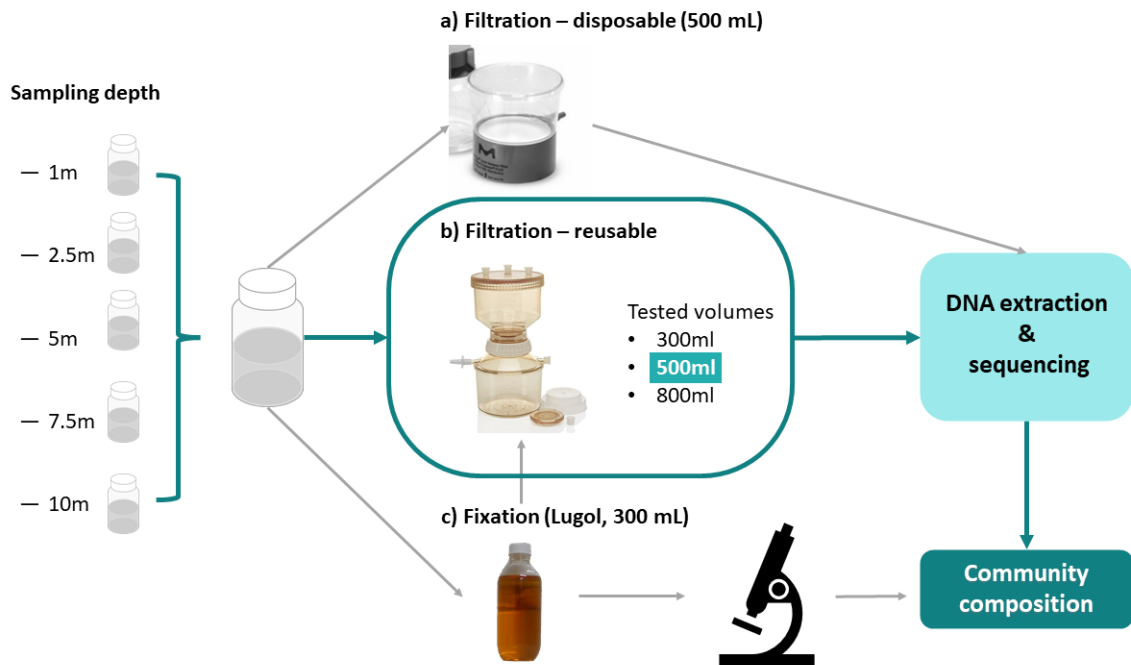 a) Filtration – disposable (500 mL)
Sampling depth
— 1m
— 2.5m
— 5m
— 7.5m
— 10m
b) Filtration – reusable
Tested volumes
• 300ml
• 500ml
• 800ml
c) Fixation (Lugol, 300 mL)
DNA extraction
&
sequencing
Community
composition